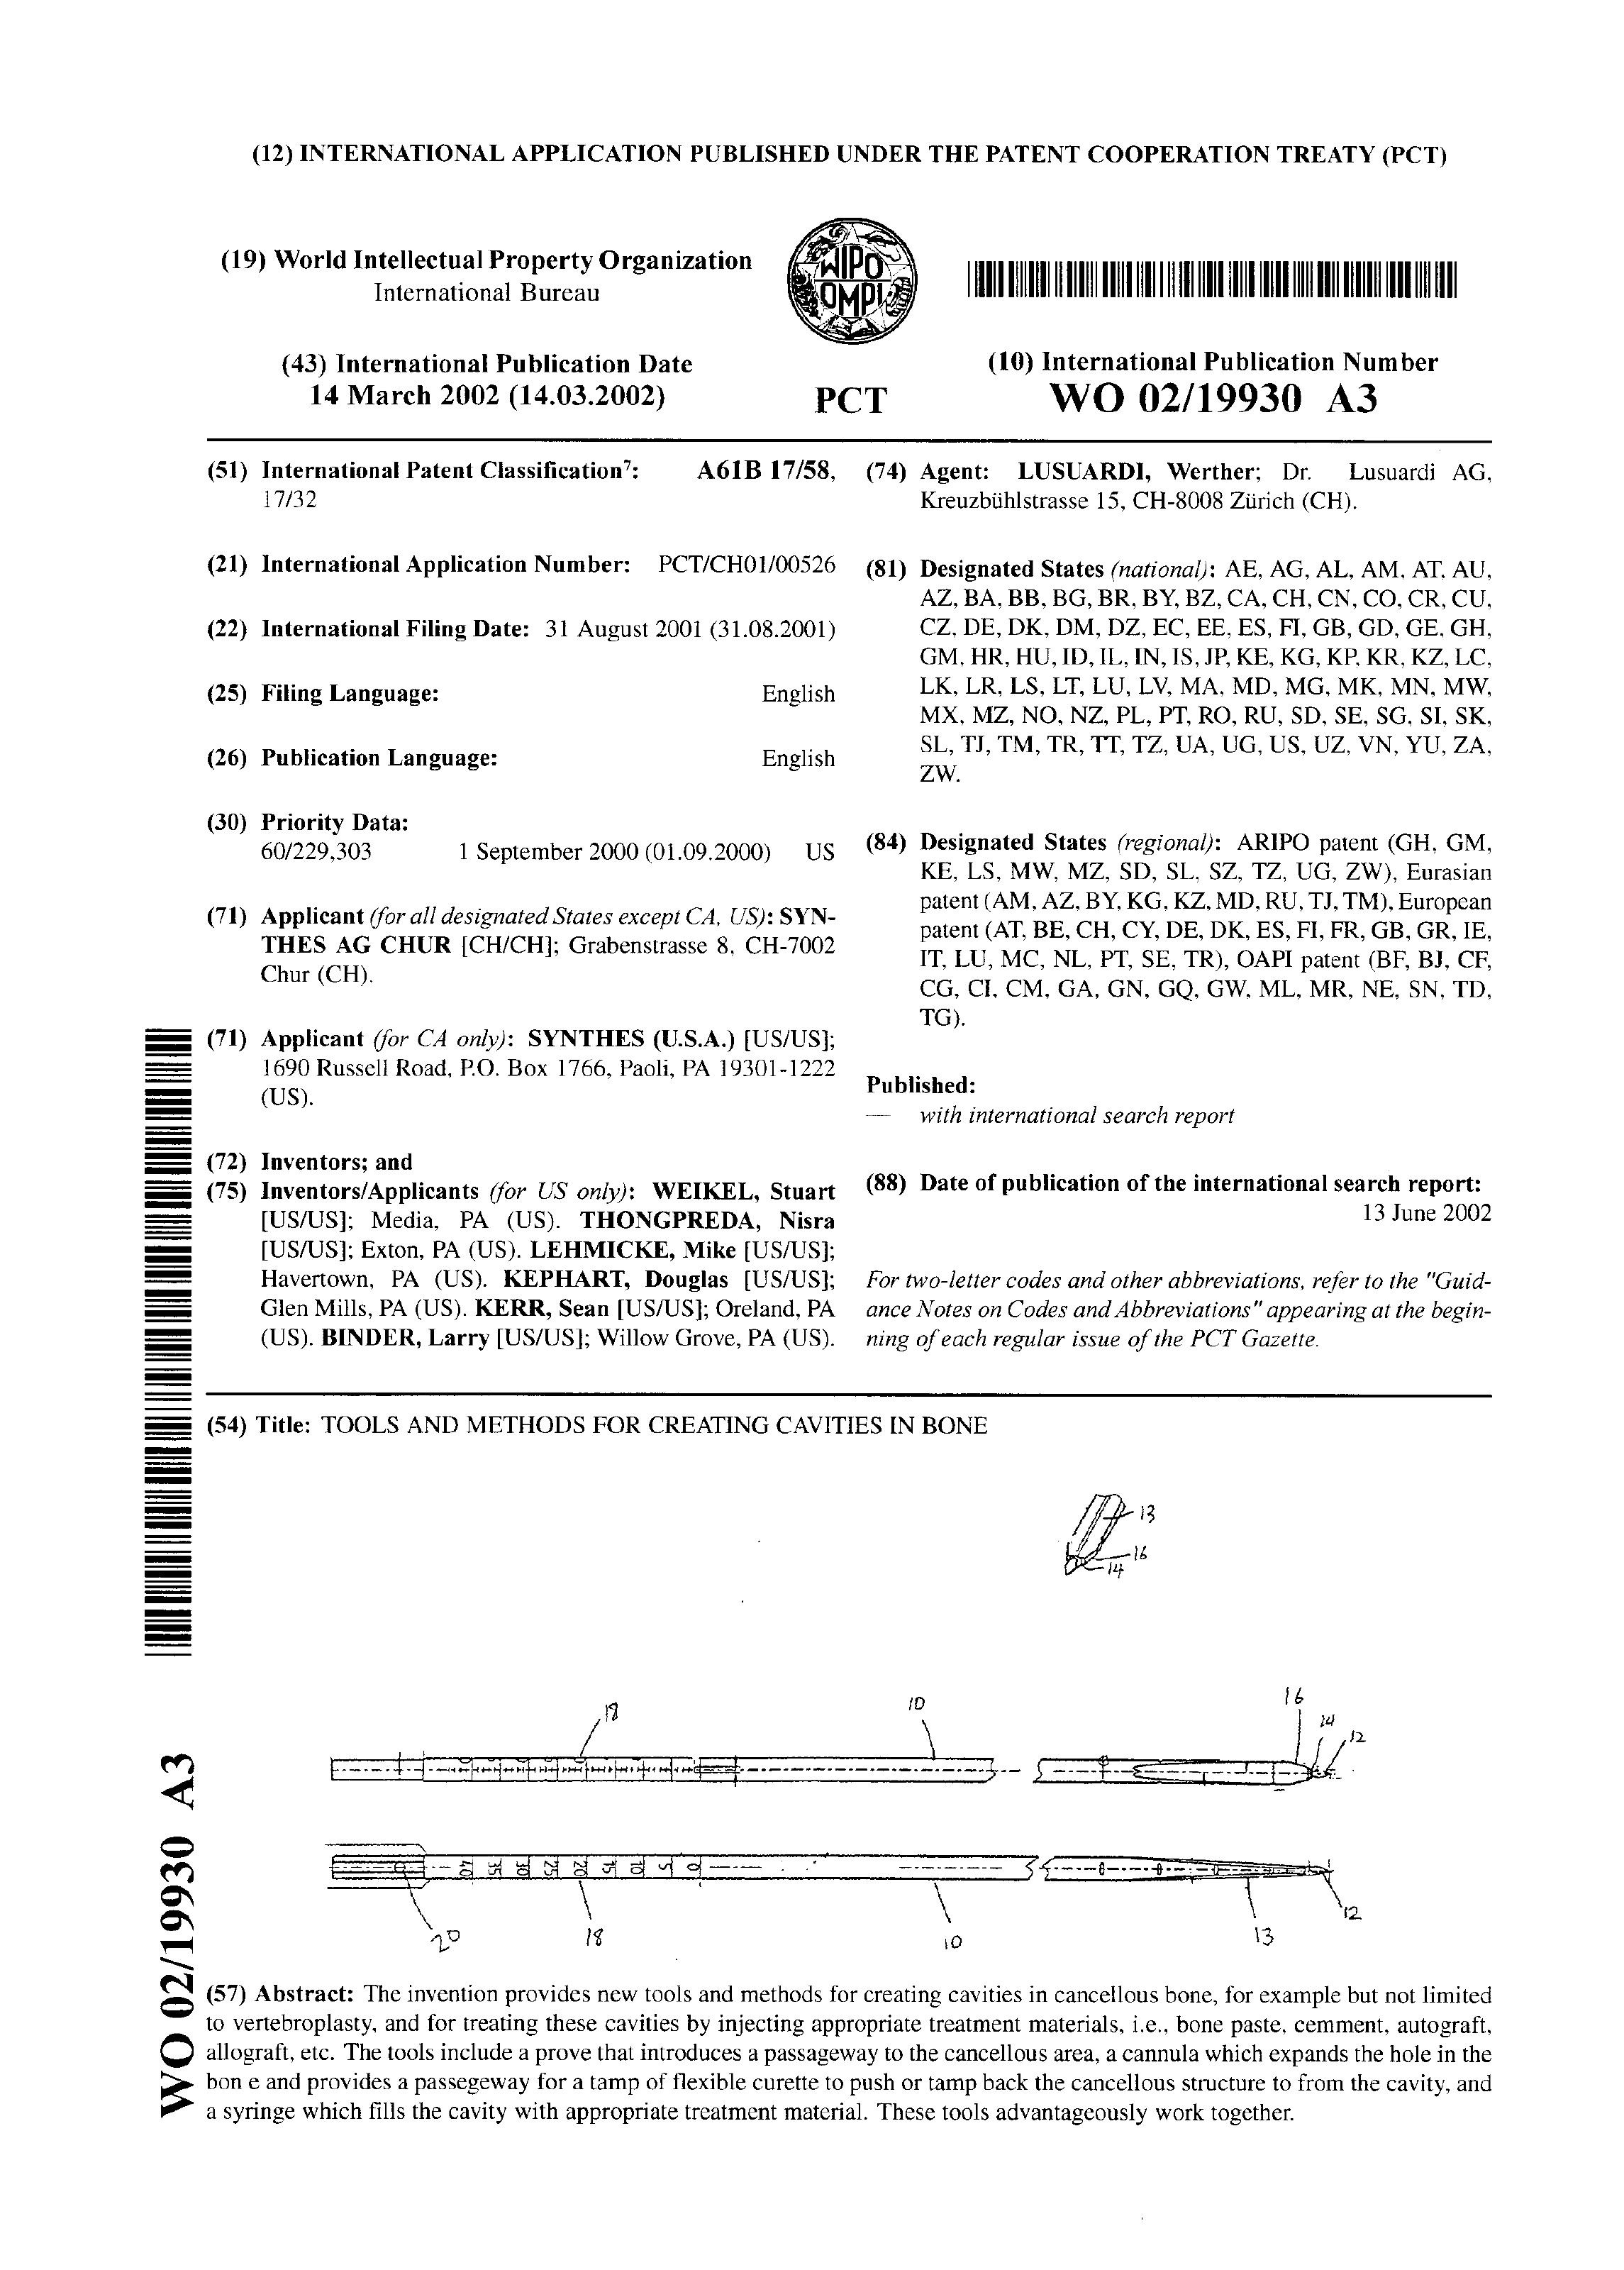 (12) INTERNATIONAL APPLICATION PUBLISHED UNDER THE PATENT COOPERATION TREATY (PCT)
(19) World Intellectual Property Organization
International Bureau
WIPO
OMPI
(43) International Publication Date
14 March 2002 (14.03.2002)
PCT
(10) International Publication Number
WO 02/19930 A3
(51) International Patent Classification7: A61B 17/58,
17/32
(21) International Application Number: PCT/CH01/00526
(22) International Filing Date: 31 August 2001 (31.08.2001)
(25) Filing Language: English
(26) Publication Language: English
(30) Priority Data:
60/229,303 1 September 2000 (01.09.2000) US
(71) Applicant (for all designated States except CA, US): SYN-
THES AG CHUR [CH/CH]; Grabenstrasse 8, CH-7002
Chur (CH).
(71) Applicant (for CA only): SYNTHES (U.S.A.) [US/US];
1690 Russell Road, P.O. Box 1766, Paoli, PA 19301-1222
(US).
(72) Inventors; and
(75) Inventors/Applicants (for US only): WEIKEL, Stuart
[US/US]; Media, PA (US). THONGPREDA, Nisra
[US/US]; Exton, PA (US). LEHMICKE, Mike [US/US];
Havertown, PA (US). KEPHART, Douglas [US/US];
Glen Mills, PA (US). KERR, Sean [US/US]; Oreland, PA
(US). BINDER, Larry [US/US]; Willow Grove, PA (US).
(74) Agent: LUSUARDI, Werther; Dr. Lusuardi AG,
Kreuzbühlstrasse 15, CH-8008 Zürich (CH).
(81) Designated States (national): AE, AG, AL, AM, AT, AU,
AZ, BA, BB, BG, BR, BY, BZ, CA, CH, CN, CO, CR, CU,
CZ, DE, DK, DM, DZ, EC, EE, ES, FI, GB, GD, GE, GH,
GM, HR, HU, ID, IL, IN, IS, JP, KE, KG, KP, KR, KZ, LC,
LK, LR, LS, LT, LU, LV, MA, MD, MG, MK, MN, MW,
MX, MZ, NO, NZ, PL, PT, RO, RU, SD, SE, SG, SI, SK,
SL, TJ, TM, TR, TT, TZ, UA, UG, US, UZ, VN, YU, ZA,
ZW.
(84) Designated States (regional): ARIPO patent (GH, GM,
KE, LS, MW, MZ, SD, SL, SZ, TZ, UG, ZW), Eurasian
patent (AM, AZ, BY, KG, KZ, MD, RU, TJ, TM), European
patent (AT, BE, CH, CY, DE, DK, ES, FI, FR, GB, GR, IE,
IT, LU, MC, NL, PT, SE, TR), OAPI patent (BF, BJ, CF,
CG, CI, CM, GA, GN, GQ, GW, ML, MR, NE, SN, TD,
TG).
Published:
— with international search report
(88) Date of publication of the international search report:
13 June 2002
For two-letter codes and other abbreviations, refer to the "Guid-
ance Notes on Codes and Abbreviations" appearing at the begin-
ning of each regular issue of the PCT Gazette.
(54) Title: TOOLS AND METHODS FOR CREATING CAVITIES IN BONE
13
16
14
10
16
14
12
40 35 30 25 20 15 10 5 0
20
18
10
13
12
(57) Abstract: The invention provides new tools and methods for creating cavities in cancellous bone, for example but not limited
to vertebroplasty, and for treating these cavities by injecting appropriate treatment materials, i.e., bone paste, cemment, autograft,
allograft, etc. The tools include a prove that introduces a passageway to the cancellous area, a cannula which expands the hole in the
bon e and provides a passegeway for a tamp of flexible curette to push or tamp back the cancellous structure to from the cavity, and
a syringe which fills the cavity with appropriate treatment material. These tools advantageously work together.
WO 02/19930 A3